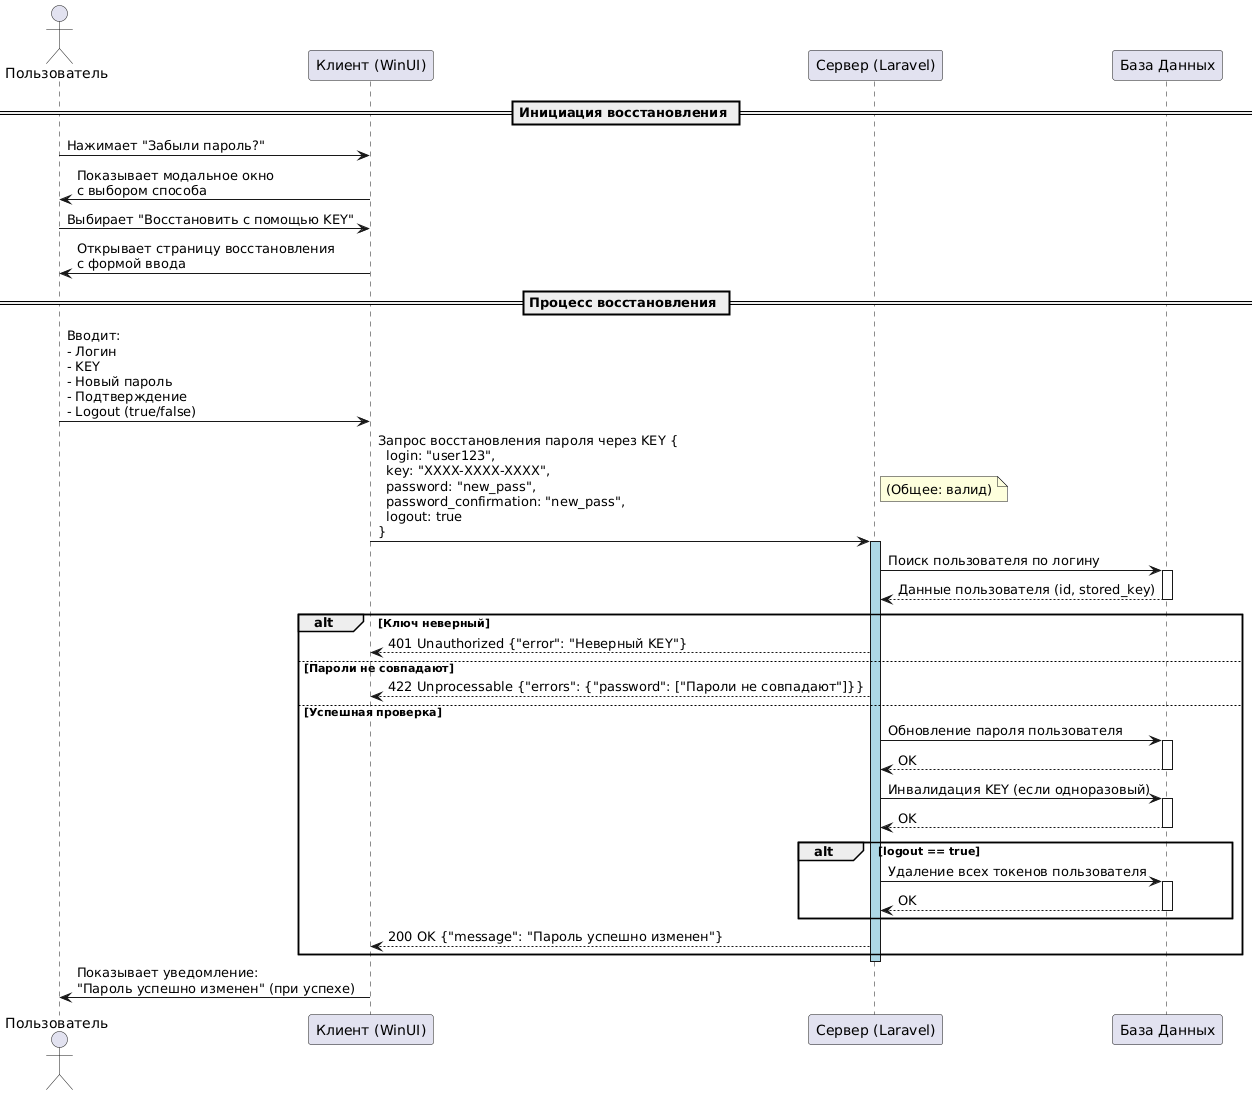 Пользователь
Клиент (WinUI)
Сервер (Laravel)
База Данных
Инициация восстановления
Нажимает "Забыли пароль?"
Показывает модальное окно
с выбором способа
Выбирает "Восстановить с помощью KEY"
Открывает страницу восстановления
с формой ввода
Процесс восстановления
Вводит:
- Логин
- KEY
- Новый пароль
- Подтверждение
- Logout (true/false)
Запрос восстановления пароля через KEY {
login: "user123",
key: "XXXX-XXXX-XXXX",
password: "new_pass",
password_confirmation: "new_pass",
logout: true
}
(Общее: валид)
Поиск пользователя по логину
Данные пользователя (id, stored_key)
alt [Ключ неверный]
401 Unauthorized {"error": "Неверный KEY"}
[Пароли не совпадают]
422 Unprocessable {"errors": {"password": ["Пароли не совпадают"]}}
[Успешная проверка]
Обновление пароля пользователя
OK
Инвалидация KEY (если одноразовый)
OK
alt [logout == true]
Удаление всех токенов пользователя
OK
200 OK {"message": "Пароль успешно изменен"}
Показывает уведомление:
"Пароль успешно изменен" (при успехе)
Пользователь
Клиент (WinUI)
Сервер (Laravel)
База Данных